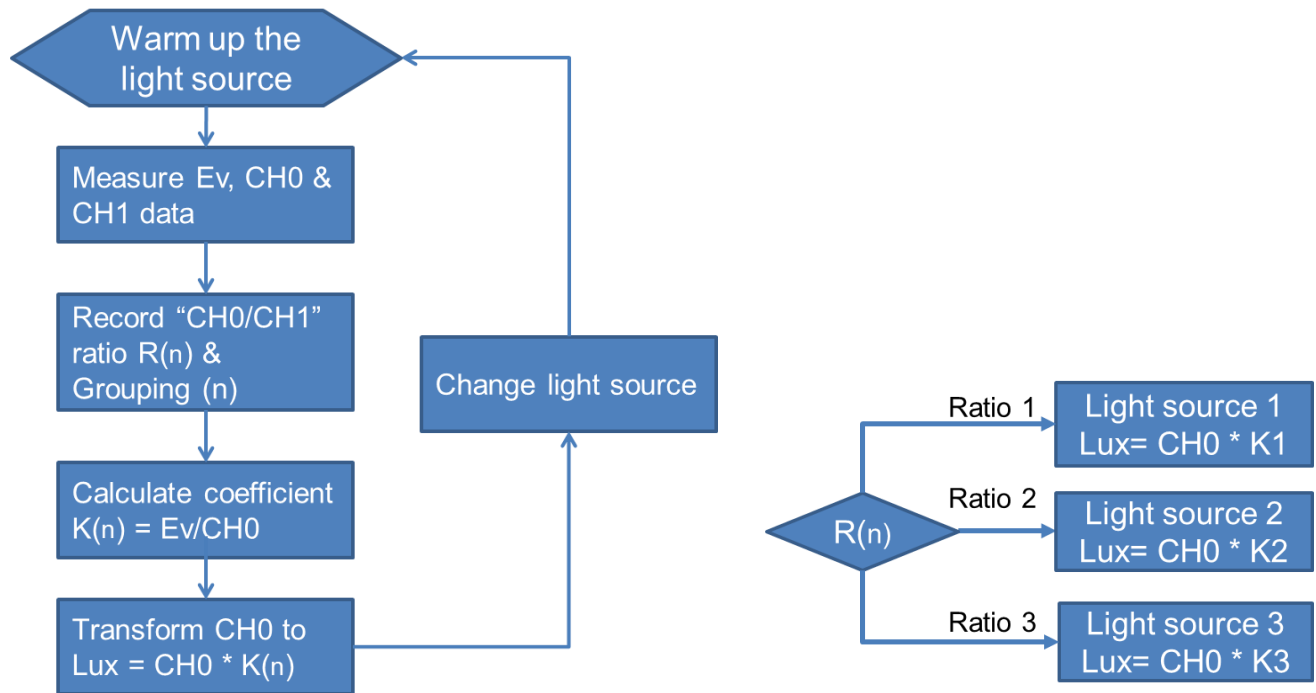 Warm up the
light source
Measure Ev, CH0 &
CH1 data
Record “CH0/CH1”
ratio R(n) &
Grouping (n)
Calculate coefficient
K(n) = Ev/CH0
Transform CH0 to
Lux = CH0 * K(n)
Change light source
R(n)
Ratio 1
Light source 1
Lux= CH0 * K1
Ratio 2
Light source 2
Lux= CH0 * K2
Ratio 3
Light source 3
Lux= CH0 * K3